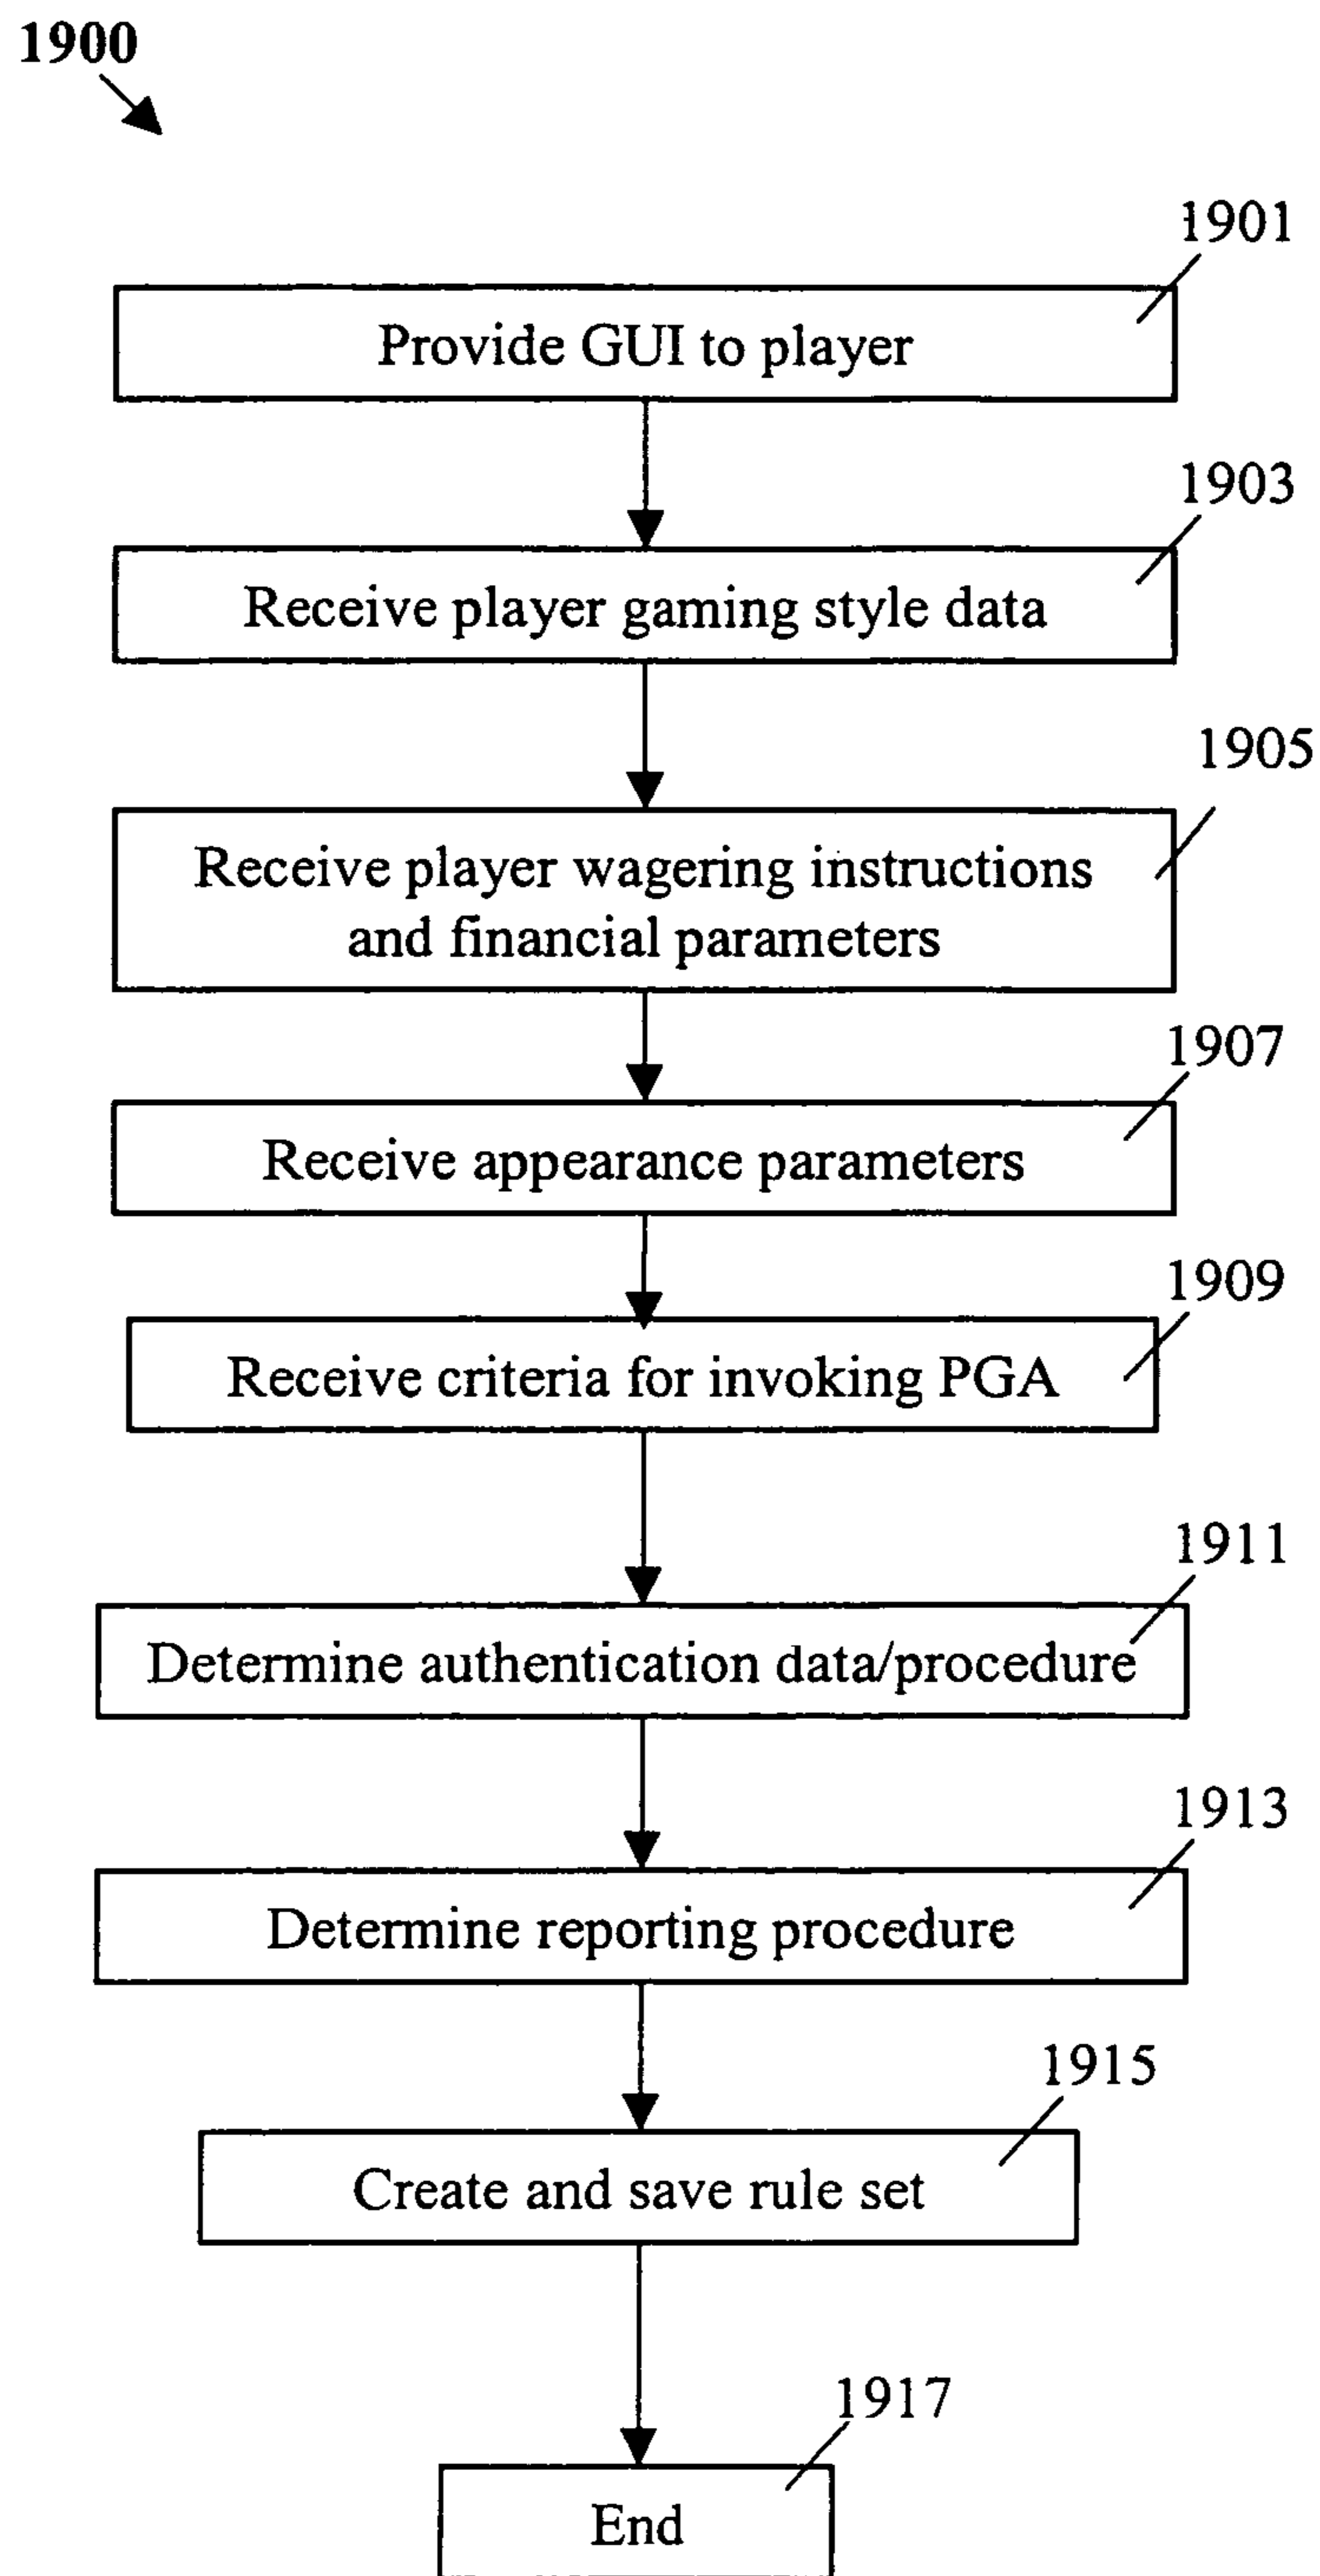 1900
1901
Provide GUI to player
1903
Receive player gaming style data
1905
Receive player wagering instructions
and financial parameters
1907
Receive appearance parameters
1909
Receive criteria for invoking PGA
1911
Determine authentication data/procedure
1913
Determine reporting procedure
1915
Create and save rule set
1917
End